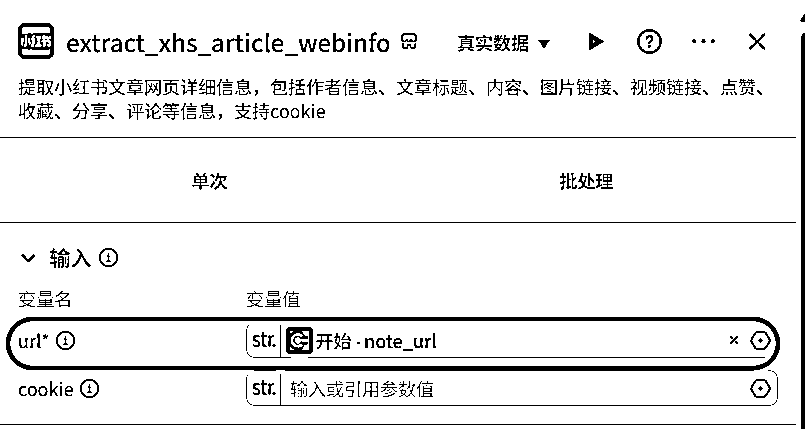 小红书
extract_xhs_article_webinfo 真实数据
提取小红书文章网页详细信息，包括作者信息、文章标题、内容、图片链接、视频链接、点赞、
收藏、分享、评论等信息，支持cookie
单次 批处理
输入
变量名 变量值
url* str. 开始 - note_url
cookie str. 输入或引用参数值